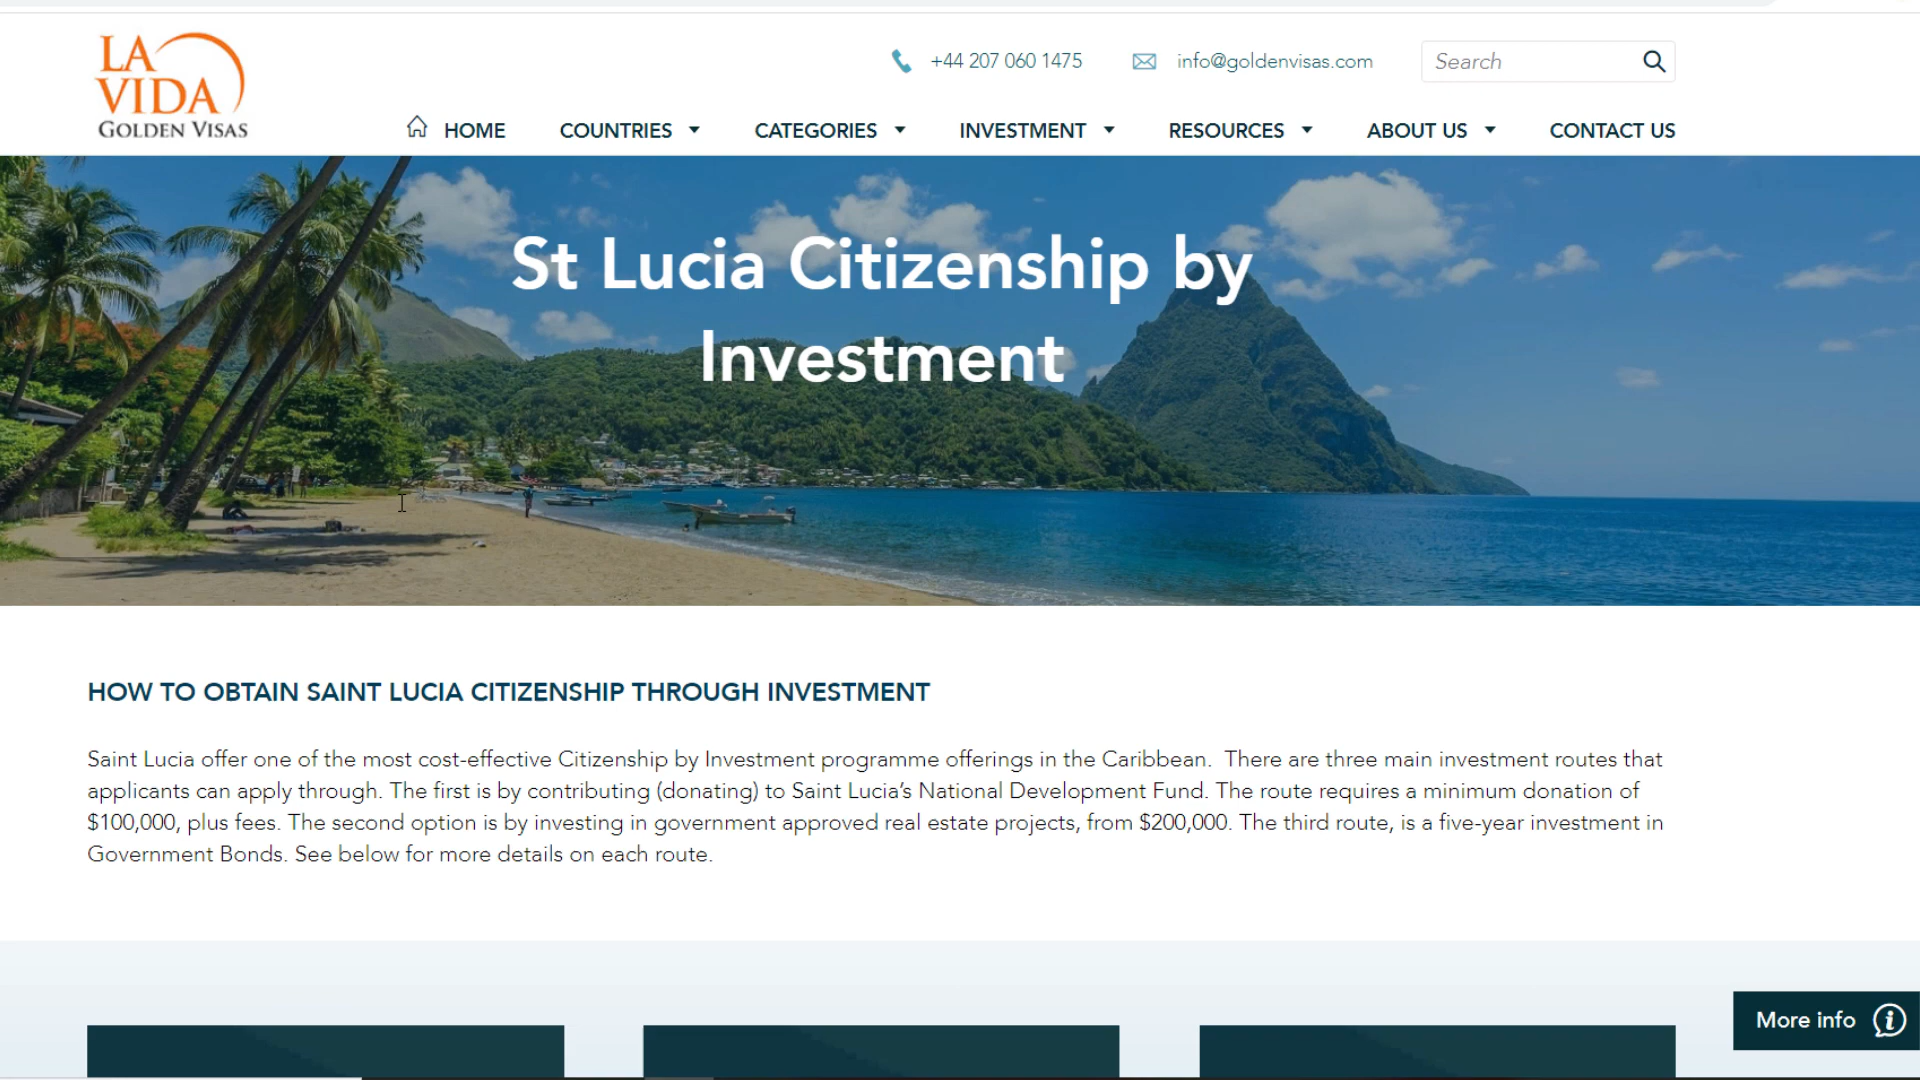 LA
VIDA
GOLDEN VISAS
+44 207 060 1475
info@goldenvisas.com
Search
HOME
COUNTRIES
CATEGORIES
INVESTMENT
RESOURCES
ABOUT US
CONTACT US
St Lucia Citizenship by
Investment
HOW TO OBTAIN SAINT LUCIA CITIZENSHIP THROUGH INVESTMENT
Saint Lucia offer one of the most cost-effective Citizenship by Investment programme offerings in the Caribbean.  There are three main investment routes that
applicants can apply through. The first is by contributing (donating) to Saint Lucia’s National Development Fund. The route requires a minimum donation of
$100,000, plus fees. The second option is by investing in government approved real estate projects, from $200,000. The third route, is a five-year investment in
Government Bonds. See below for more details on each route.
More info